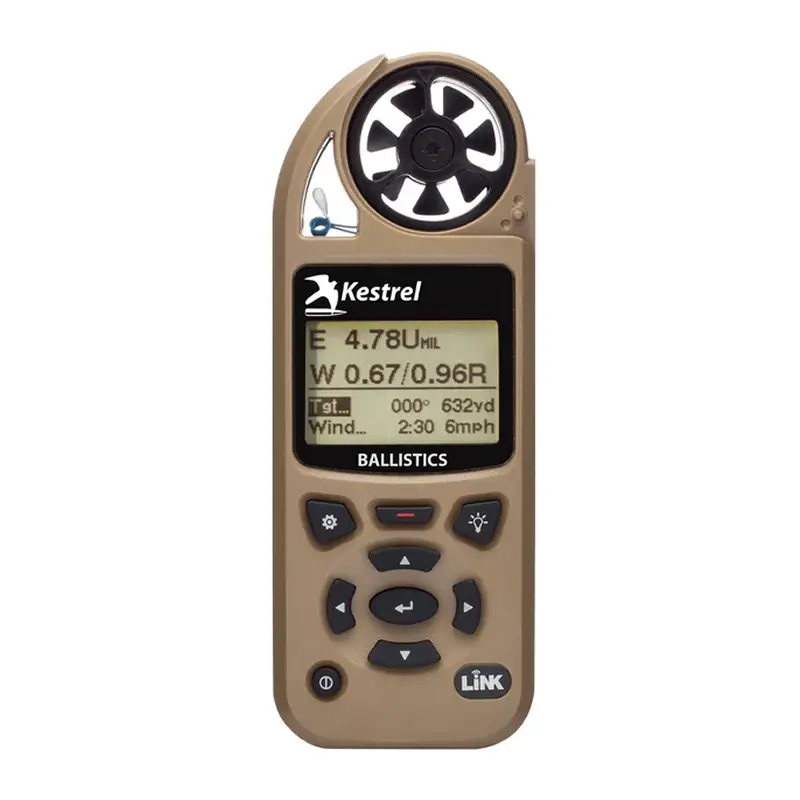 Kestrel
E 4.78UMIL
W 0.67/0.96R
Tgt... 000° 632yd
Wind... 2:30 6mph
BALLISTICS
LiNK